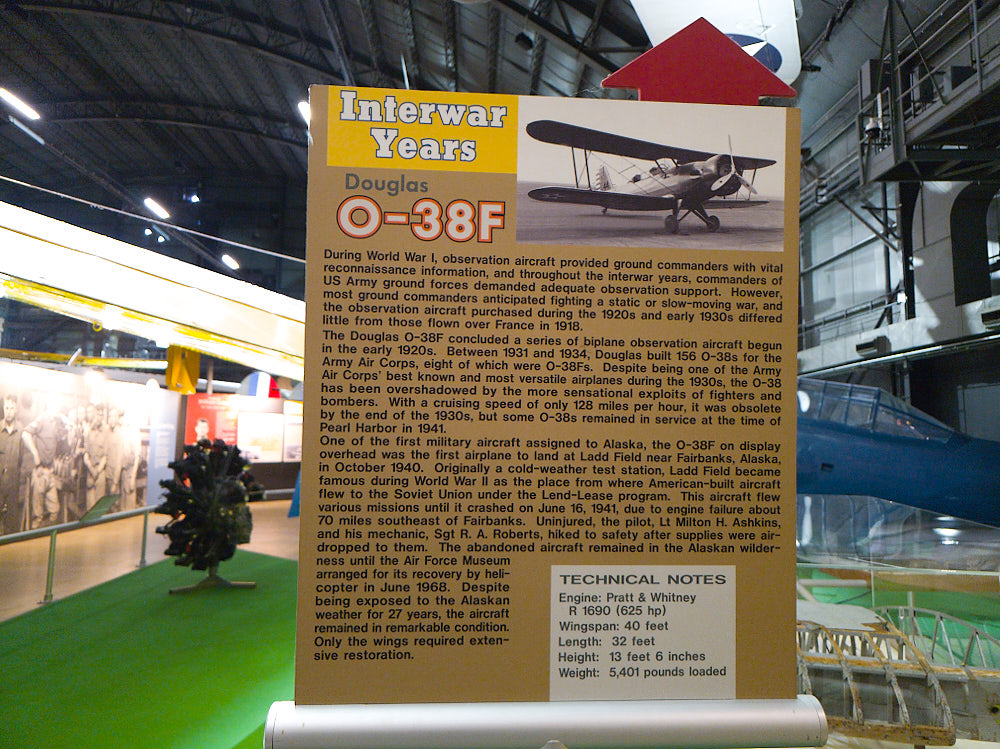 Interwar
Years
Douglas
O-38F
During World War I, observation aircraft provided ground commanders with vital
reconnaissance information, and throughout the interwar years, commanders of
US Army ground forces demanded adequate observation support. However,
most ground commanders anticipated fighting a static or slow-moving war, and
the observation aircraft purchased during the 1920s and early 1930s differed
little from those flown over France in 1918.
The Douglas O-38F concluded a series of biplane observation aircraft begun
in the early 1920s. Between 1931 and 1934, Douglas built 156 O-38s for the
Army Air Corps, eight of which were O-38Fs. Despite being one of the Army
Air Corps' best known and most versatile airplanes during the 1930s, the O-38
has been overshadowed by the more sensational exploits of fighters and
bombers. With a cruising speed of only 128 miles per hour, it was obsolete
by the end of the 1930s, but some O-38s remained in service at the time of
Pearl Harbor in 1941.
One of the first military aircraft assigned to Alaska, the O-38F on display
overhead was the first airplane to land at Ladd Field near Fairbanks, Alaska,
in October 1940. Originally a cold-weather test station, Ladd Field became
famous during World War II as the place from where American-built aircraft
flew to the Soviet Union under the Lend-Lease program. This aircraft flew
various missions until it crashed on June 16, 1941, due to engine failure about
70 miles southeast of Fairbanks. Uninjured, the pilot, Lt Milton H. Ashkins,
and his mechanic, Sgt R. A. Roberts, hiked to safety after supplies were air-
dropped to them. The abandoned aircraft remained in the Alaskan wilder-
ness until the Air Force Museum
arranged for its recovery by heli-
copter in June 1968. Despite
being exposed to the Alaskan
weather for 27 years, the aircraft
remained in remarkable condition.
Only the wings required exten-
sive restoration.
TECHNICAL NOTES
Engine: Pratt & Whitney
R 1690 (625 hp)
Wingspan: 40 feet
Length: 32 feet
Height: 13 feet 6 inches
Weight: 5,401 pounds loaded